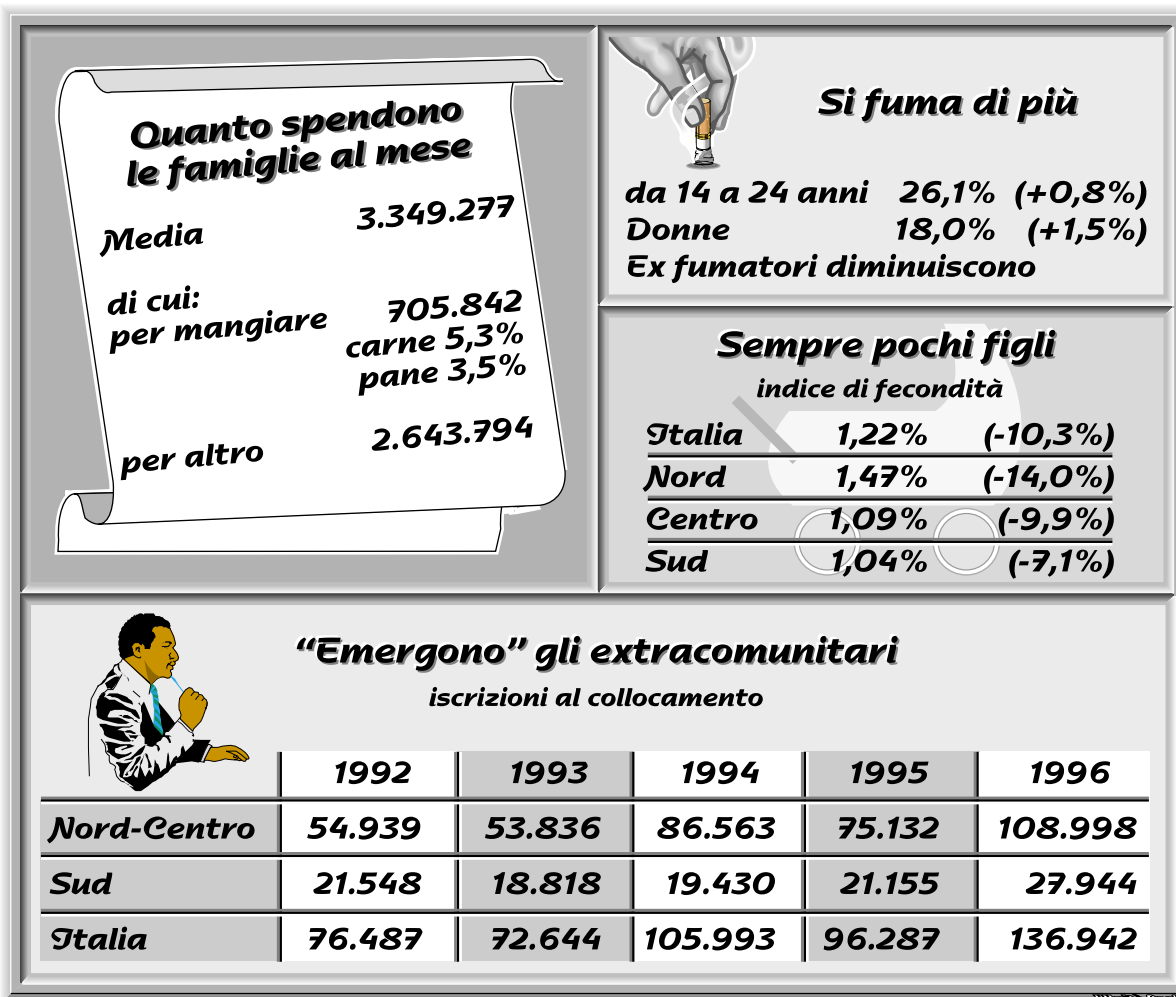 Quanto spendono
le famiglie al mese
Media 3.349.277
di cui:
per mangiare 705.842
carne 5,3%
pane 3,5%
per altro 2.643.794
Si fuma di più
da 14 a 24 anni 26,1% (+0,8%)
Donne 18,0% (+1,5%)
Ex fumatori diminuiscono
Sempre pochi figli
indice di fecondità
Italia 1,22% (-10,3%)
Nord 1,47% (-14,0%)
Centro 1,09% (-9,9%)
Sud 1,04% (-7,1%)
“Emergono” gli extracomunitari
iscrizioni al collocamento
1992 1993 1994 1995 1996
Nord-Centro 54.939 53.836 86.563 75.132 108.998
Sud 21.548 18.818 19.430 21.155 27.944
Italia 76.487 72.644 105.993 96.287 136.942